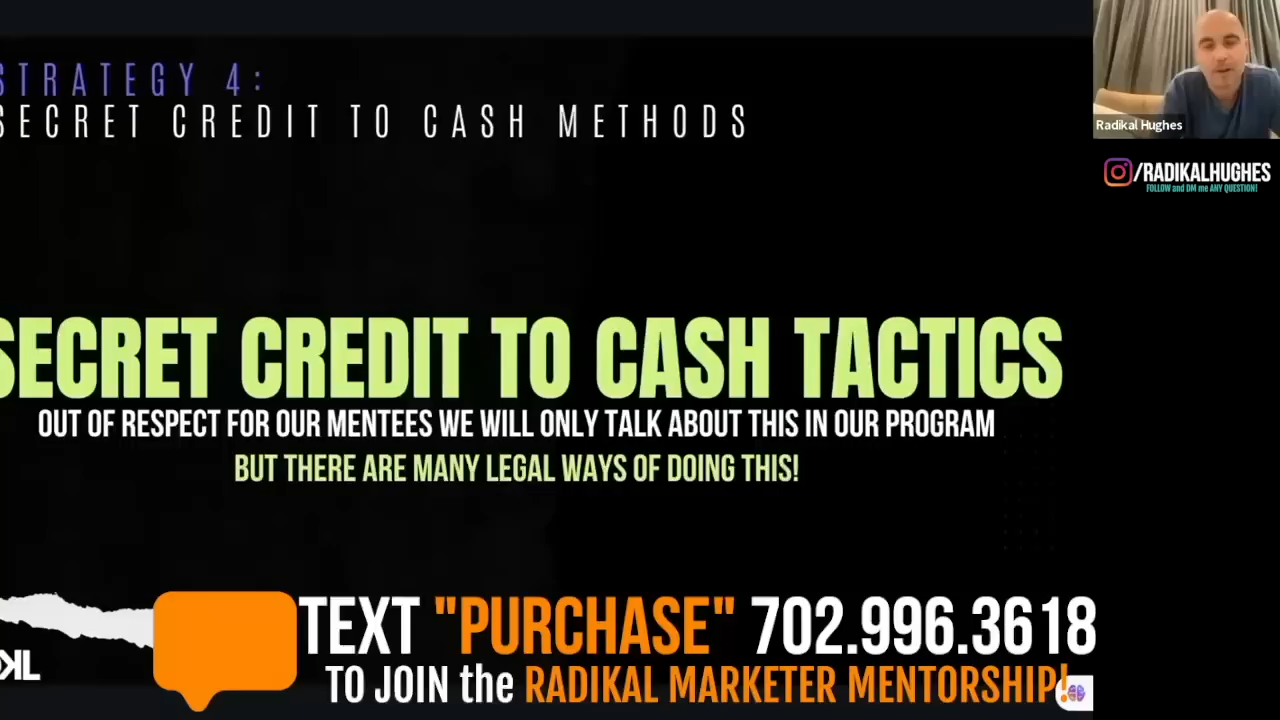 STRATEGY 4:
SECRET CREDIT TO CASH METHODS
Radikal Hughes
/RADIKALHUGHES
FOLLOW and DM me ANY QUESTION!
SECRET CREDIT TO CASH TACTICS
OUT OF RESPECT FOR OUR MENTEES WE WILL ONLY TALK ABOUT THIS IN OUR PROGRAM
BUT THERE ARE MANY LEGAL WAYS OF DOING THIS!
TEXT "PURCHASE" 702.996.3618
TO JOIN the RADIKAL MARKETER MENTORSHIP!